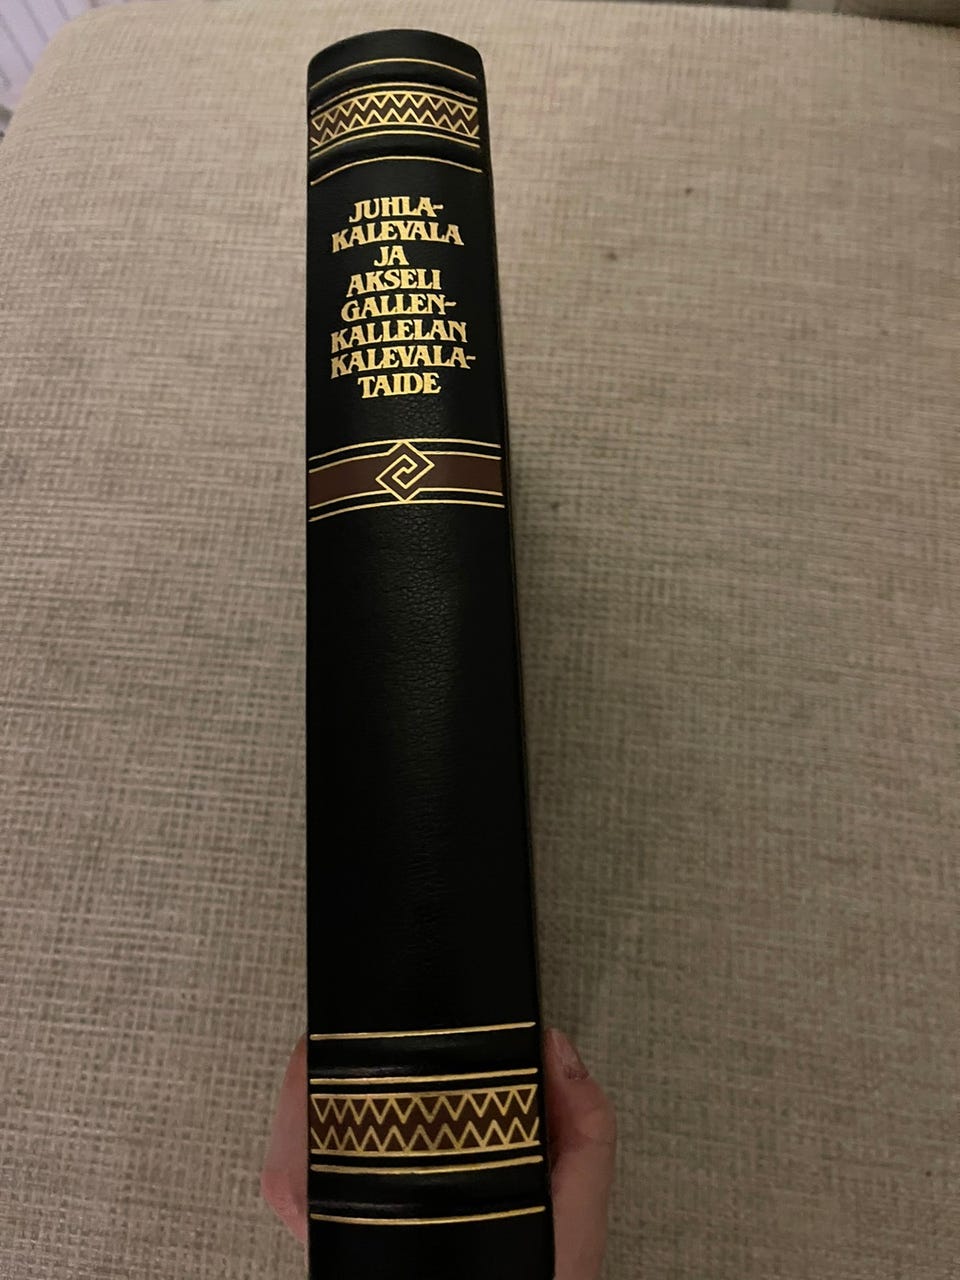 JUHLA-
KALEVALA
JA
AKSELI
GALLEN-
KALLELAN
KALEVALA-
TAIDE